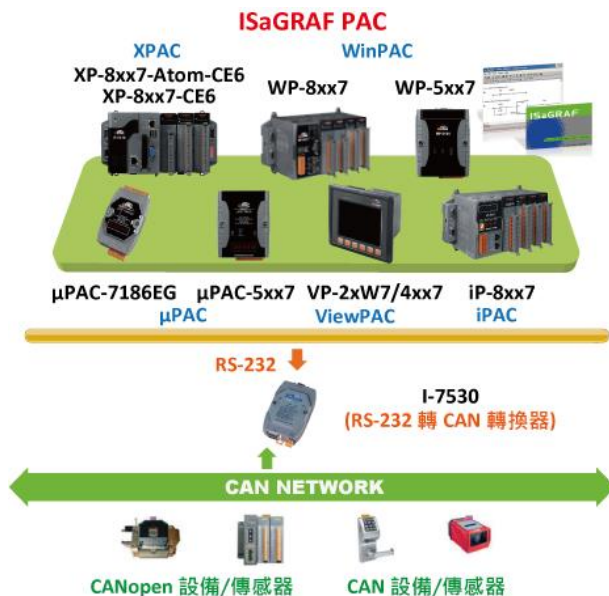 ISaGRAF PAC
XPAC
WinPAC
XP-8xx7-Atom-CE6
XP-8xx7-CE6
WP-8xx7
WP-5xx7
ISaGRAF
µPAC-7186EG
µPAC-5xx7
VP-2xW7/4xx7
iP-8xx7
µPAC
ViewPAC
iPAC
RS-232
I-7530
(RS-232 轉 CAN 轉換器)
CAN NETWORK
CANopen 設備/傳感器
CAN 設備/傳感器